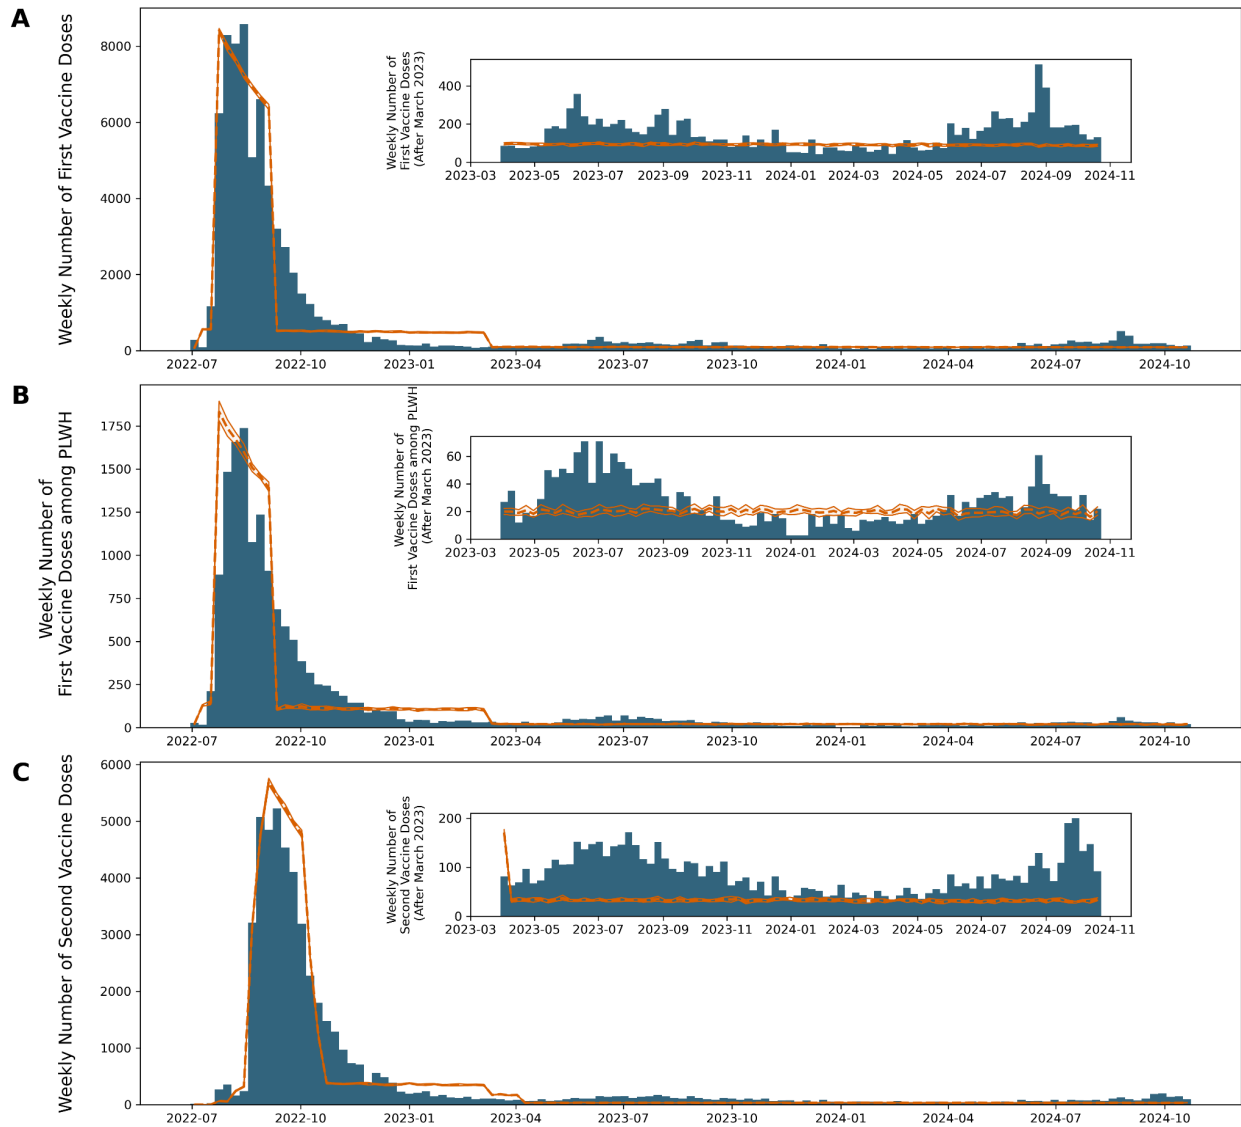 A
Weekly Number of First Vaccine Doses
8000
6000
4000
2000
0
2022-07 2022-10 2023-01 2023-04 2023-07 2023-10 2024-01 2024-04 2024-07 2024-10
Weekly Number of
First Vaccine Doses
(After March 2023)
400
200
0
2023-03 2023-05 2023-07 2023-09 2023-11 2024-01 2024-03 2024-05 2024-07 2024-09 2024-11
B
Weekly Number of
First Vaccine Doses among PLWH
1750
1500
1250
1000
750
500
250
0
2022-07 2022-10 2023-01 2023-04 2023-07 2023-10 2024-01 2024-04 2024-07 2024-10
Weekly Number of
First Vaccine Doses among PLWH
(After March 2023)
60
40
20
0
2023-03 2023-05 2023-07 2023-09 2023-11 2024-01 2024-03 2024-05 2024-07 2024-09 2024-11
C
Weekly Number of Second Vaccine Doses
6000
5000
4000
3000
2000
1000
0
2022-07 2022-10 2023-01 2023-04 2023-07 2023-10 2024-01 2024-04 2024-07 2024-10
Weekly Number of
Second Vaccine Doses
(After March 2023)
200
100
0
2023-03 2023-05 2023-07 2023-09 2023-11 2024-01 2024-03 2024-05 2024-07 2024-09 2024-11